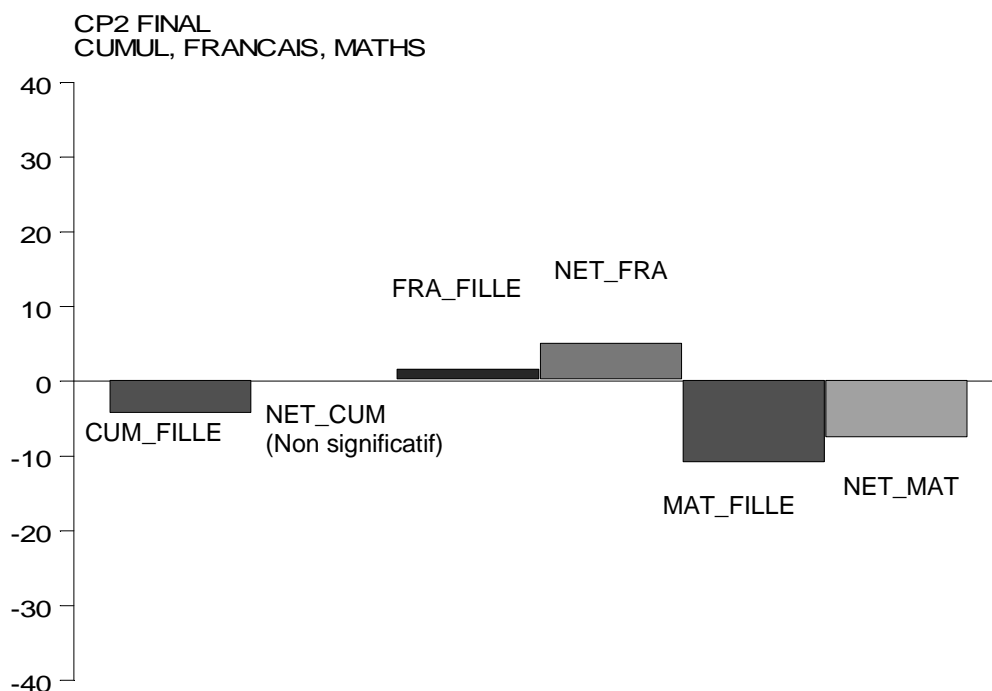 CP2 FINAL
CUMUL, FRANCAIS, MATHS
40
30
20
10
0
-10
-20
-30
-40
CUM_FILLE
NET_CUM
(Non significatif)
FRA_FILLE
NET_FRA
MAT_FILLE
NET_MAT